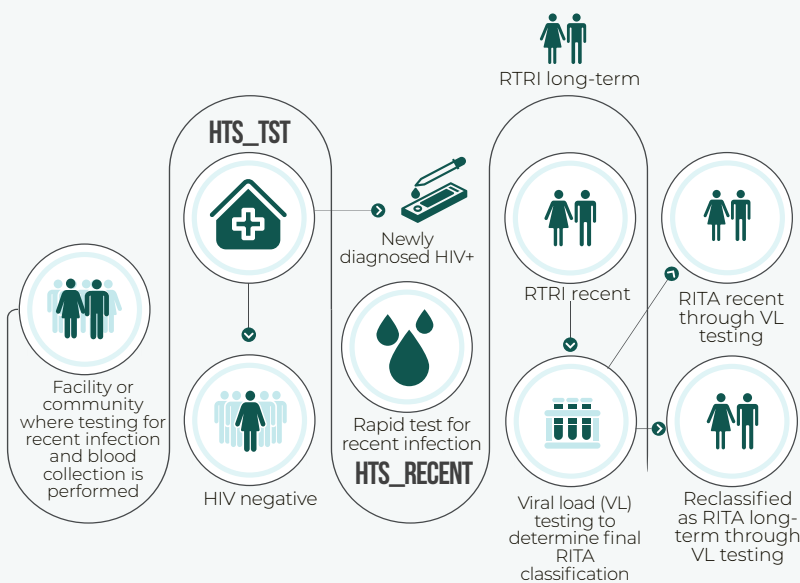 Facility or
community
where testing for
recent infection
and blood
collection is
performed
HTS_TST
HIV negative
Newly
diagnosed HIV+
Rapid test for
recent infection
HTS_RECENT
RTRI long-term
RTRI recent
Viral load (VL)
testing to
determine final
RITA
classification
RITA recent
through VL
testing
Reclassified
as RITA long-
term through
VL testing